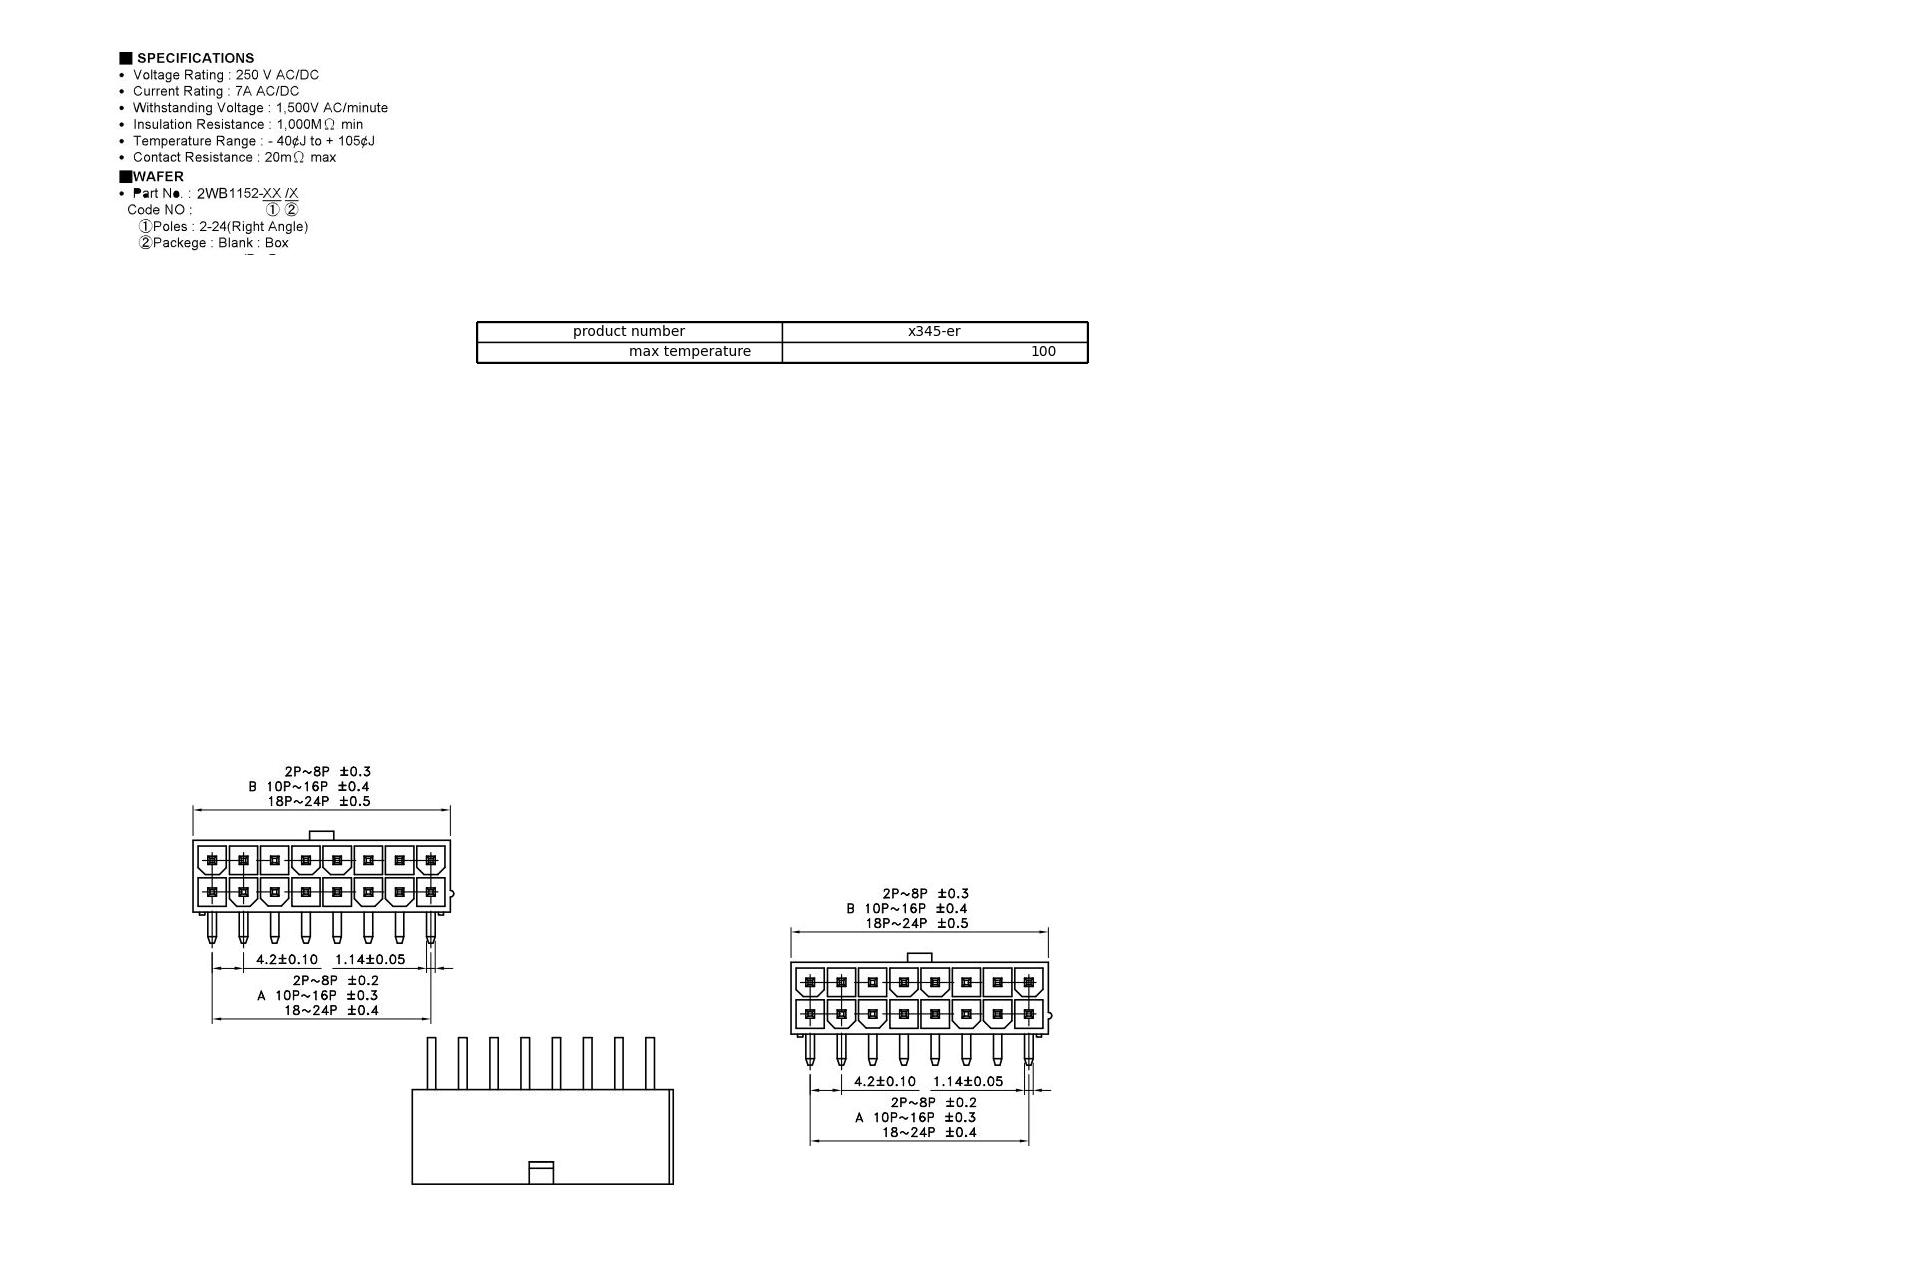 ■ SPECIFICATIONS
• Voltage Rating : 250 V AC/DC
• Current Rating : 7A AC/DC
• Withstanding Voltage : 1,500V AC/minute
• Insulation Resistance : 1,000MΩ min
• Temperature Range : - 40¢J to + 105¢J
• Contact Resistance : 20mΩ max
■WAFER
• Part No. : 2WB1152-XX /X
Code NO : ① ②
①Poles : 2-24(Right Angle)
②Packege : Blank : Box
product number x345-er
max temperature 100
2P~8P ±0.3
B 10P~16P ±0.4
18P~24P ±0.5
4.2±0.10 1.14±0.05
2P~8P ±0.2
A 10P~16P ±0.3
18~24P ±0.4
2P~8P ±0.3
B 10P~16P ±0.4
18P~24P ±0.5
4.2±0.10 1.14±0.05
2P~8P ±0.2
A 10P~16P ±0.3
18~24P ±0.4